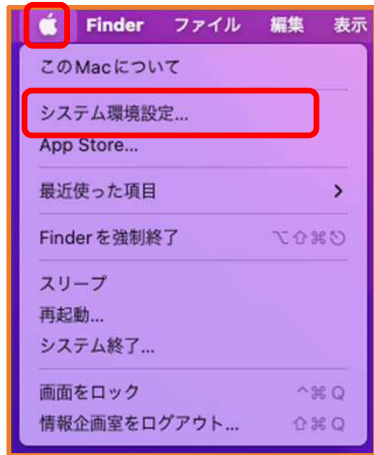 Finder ファイル 編集 表示
このMacについて
システム環境設定...
App Store...
最近使った項目 >
Finderを強制終了 ⌥⇧⌘⎋
スリープ
再起動...
システム終了...
画面をロック ^⌘Q
情報企画室をログアウト... ⇧⌘Q